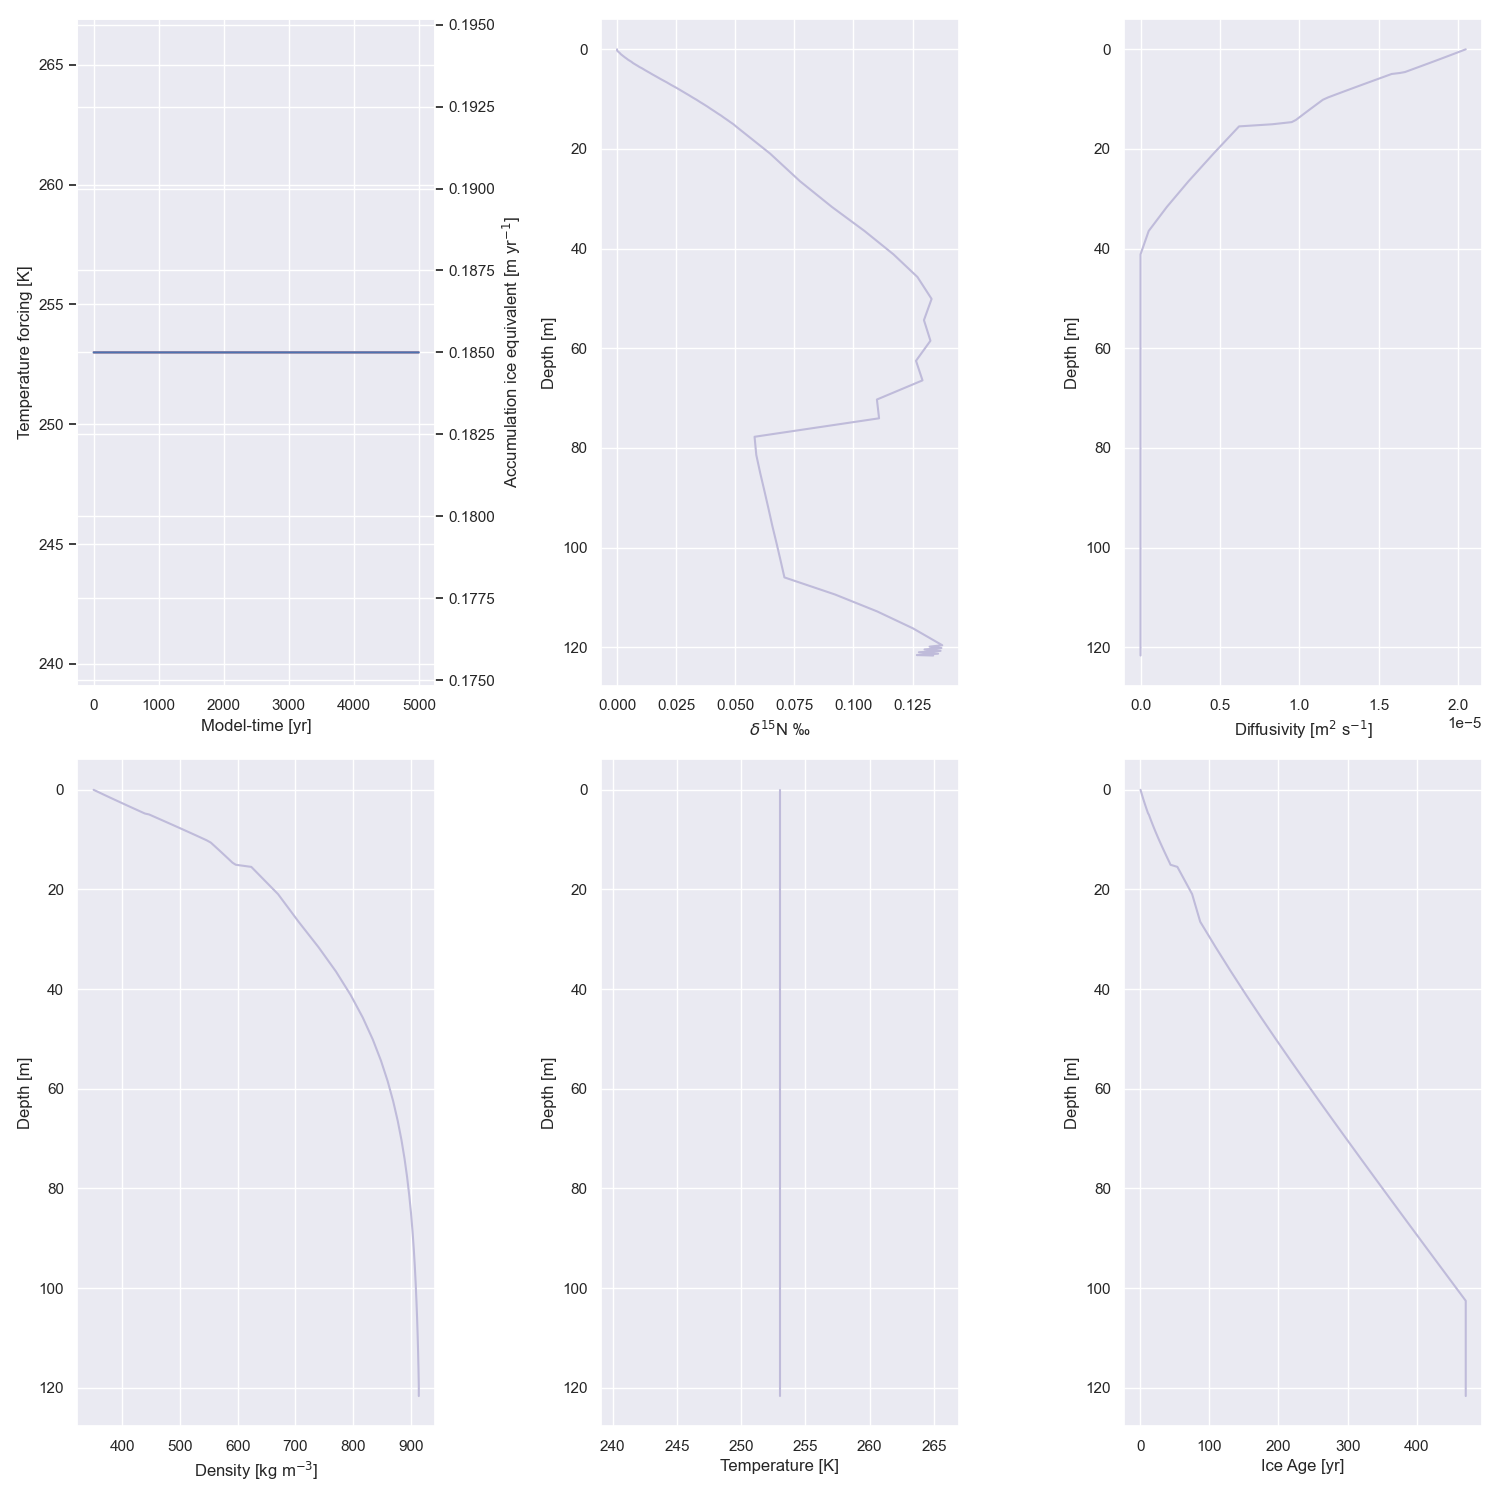 Temperature forcing [K]
265
260
255
250
245
240
0 1000 2000 3000 4000 5000
Model-time [yr]
0.1950
0.1925
0.1900
0.1875
0.1850
0.1825
0.1800
0.1775
0.1750
Accumulation ice equivalent [m yr⁻¹]
Depth [m]
0
20
40
60
80
100
120
0.000 0.025 0.050 0.075 0.100 0.125
δ¹⁵N ‰
Depth [m]
0
20
40
60
80
100
120
0.0 0.5 1.0 1.5 2.0
1e−5
Diffusivity [m² s⁻¹]
Depth [m]
0
20
40
60
80
100
120
400 500 600 700 800 900
Density [kg m⁻³]
Depth [m]
0
20
40
60
80
100
120
240 245 250 255 260 265
Temperature [K]
Depth [m]
0
20
40
60
80
100
120
0 100 200 300 400
Ice Age [yr]